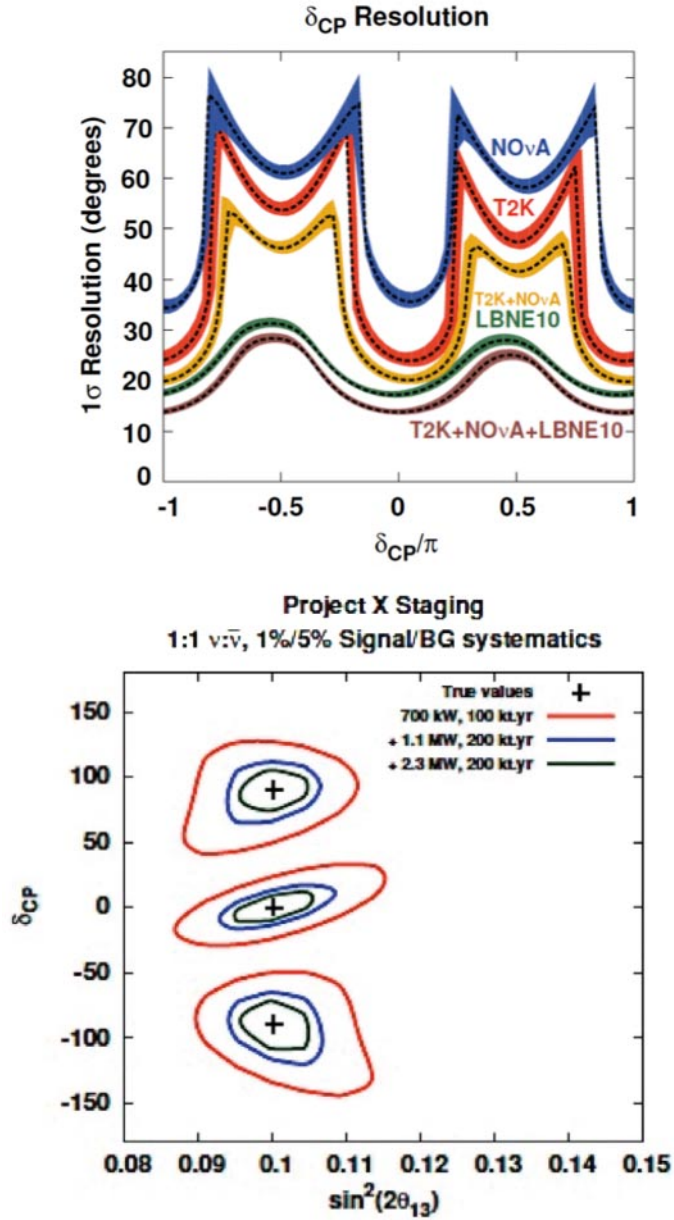 δCP Resolution
1σ Resolution (degrees)
80
70
60
50
40
30
20
10
0
NOνA
T2K
T2K+NOνA
LBNE10
T2K+NOνA+LBNE10
-1
-0.5
0
0.5
1
δCP/π
Project X Staging
1:1 ν:ν̄, 1%/5% Signal/BG systematics
True values
700 kW, 100 kt.yr
+ 1.1 MW, 200 kt.yr
+ 2.3 MW, 200 kt.yr
δCP
150
100
50
0
-50
-100
-150
0.08
0.09
0.1
0.11
0.12
0.13
0.14
0.15
sin²(2θ13)